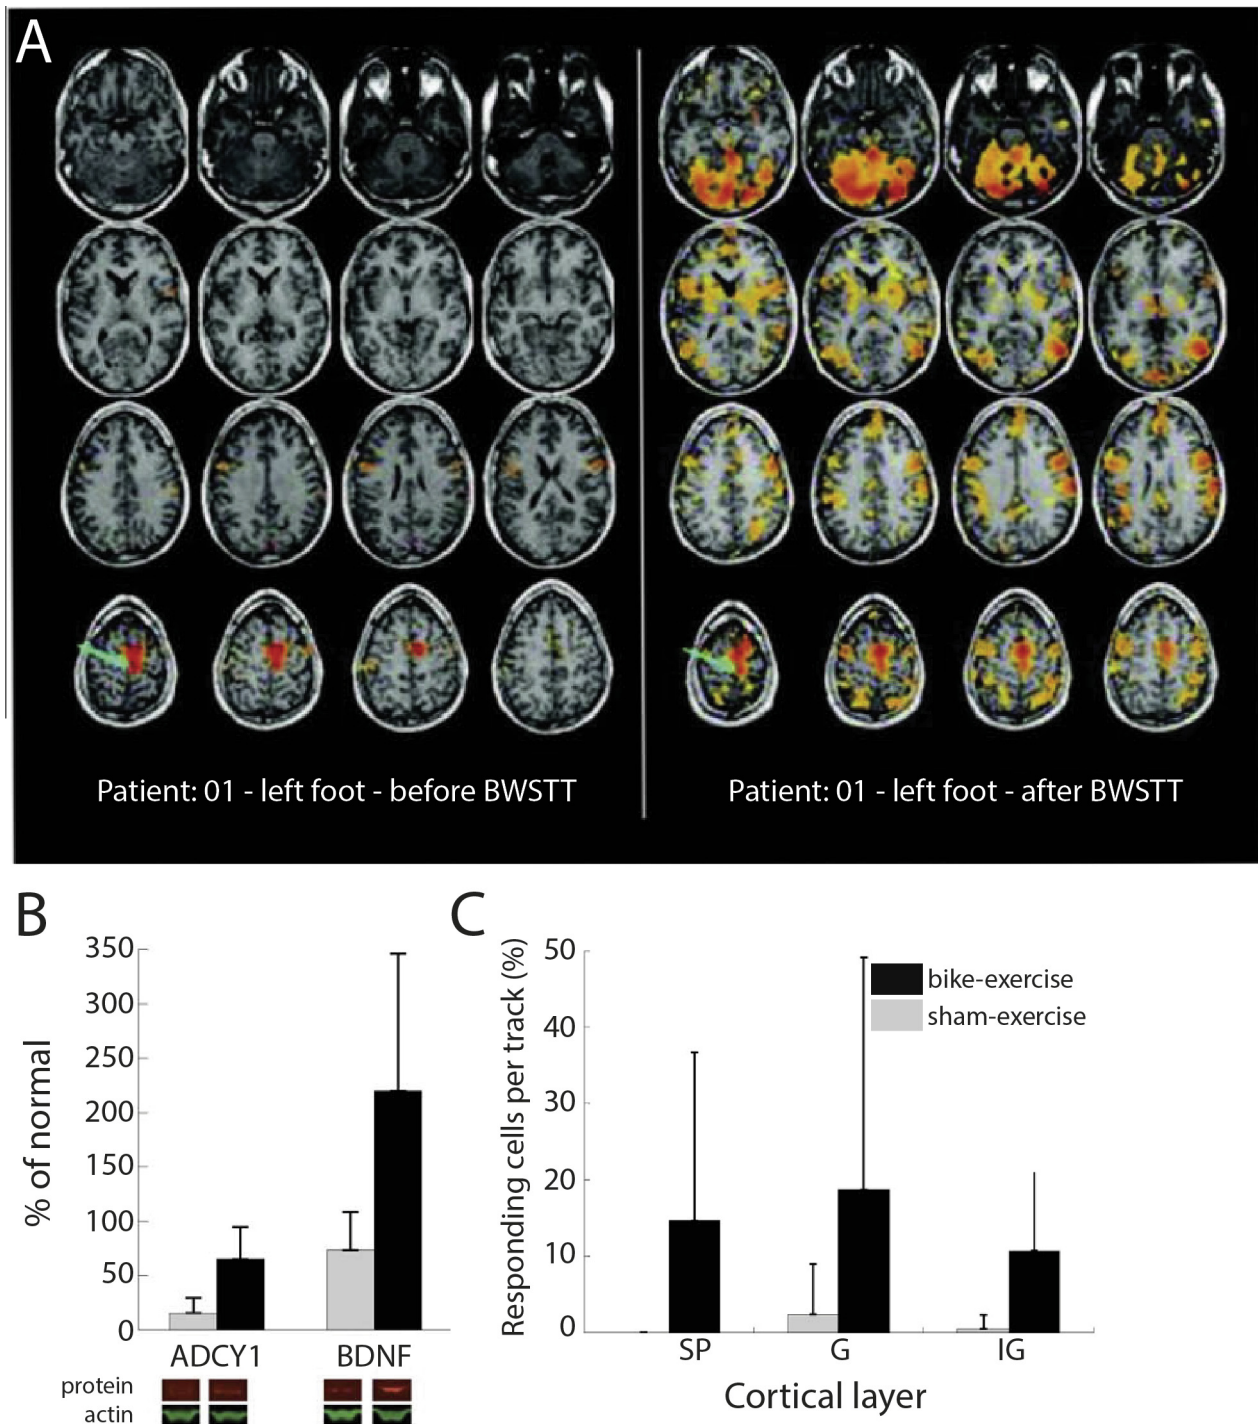 A
Patient: 01 - left foot - before BWSTT
Patient: 01 - left foot - after BWSTT
B
% of normal
350
300
250
200
150
100
50
0
ADCY1 BDNF
protein
actin
C
Responding cells per track (%)
50
40
30
20
10
0
bike-exercise
sham-exercise
SP G IG
Cortical layer